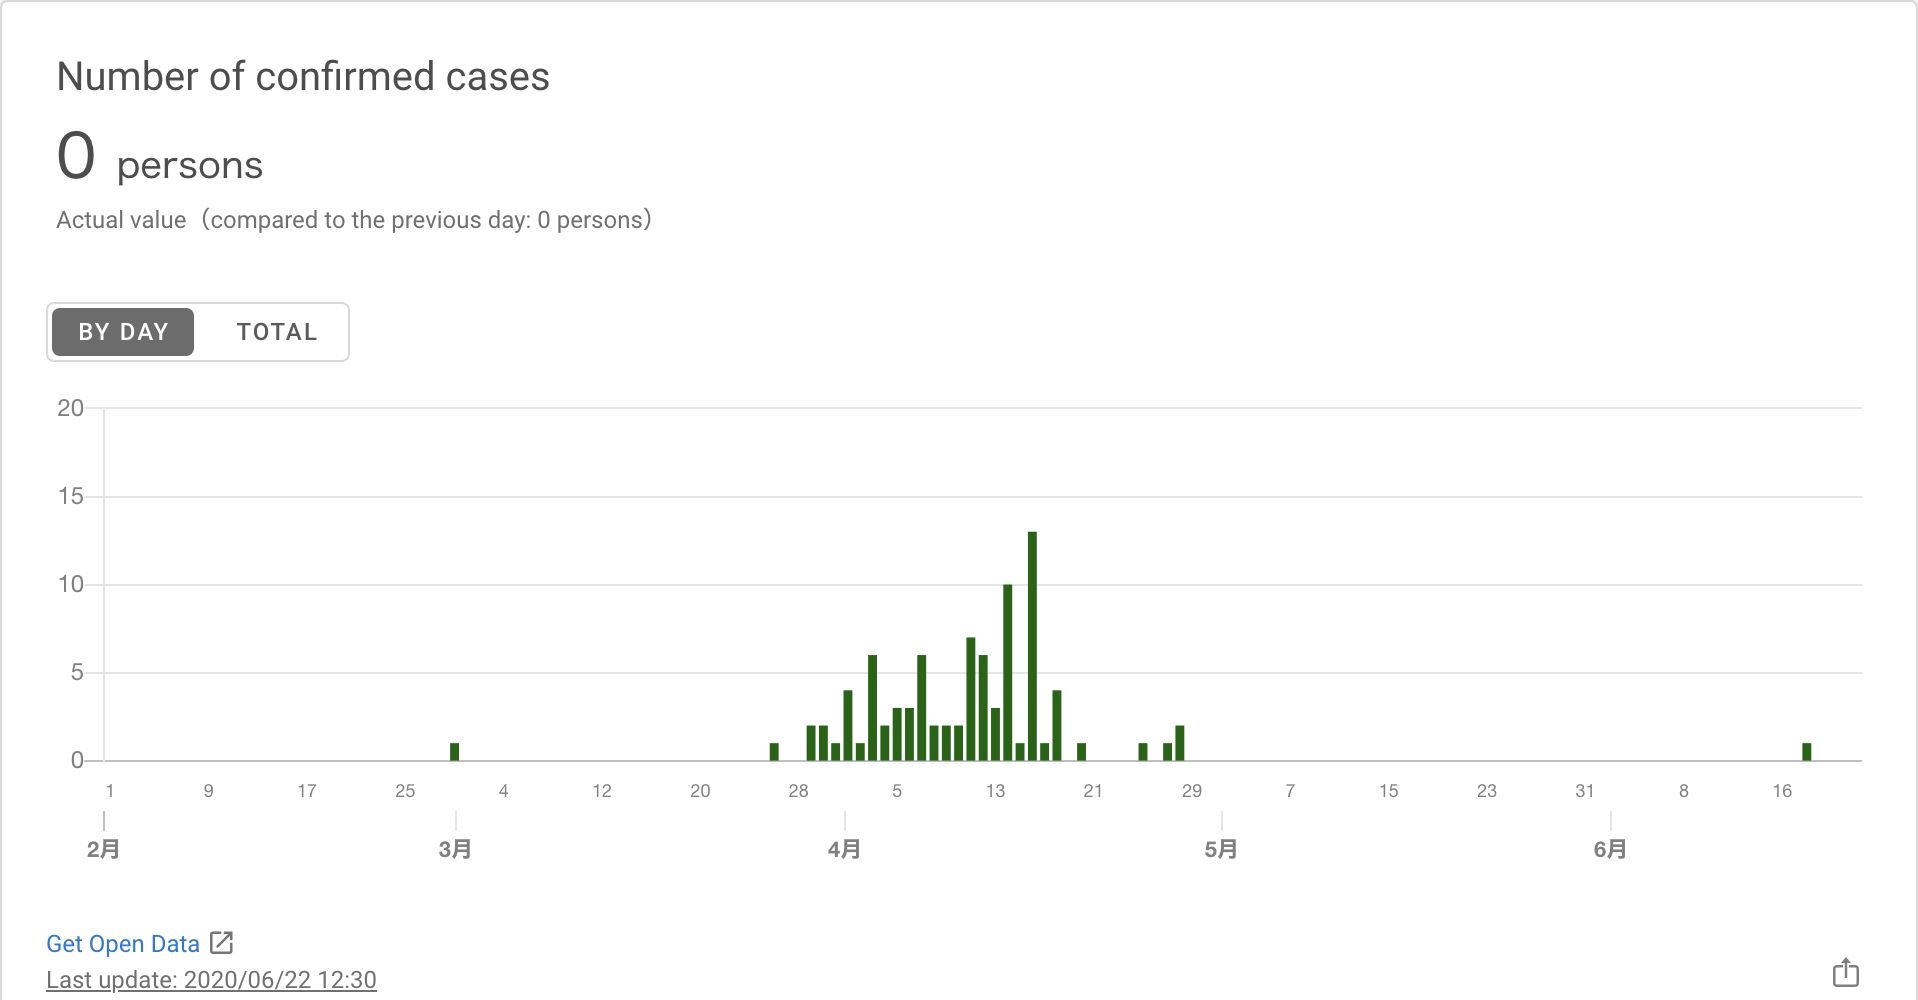 Number of confirmed cases
0 persons
Actual value（compared to the previous day: 0 persons）
BY DAY TOTAL
20
15
10
5
0
1 9 17 25 4 12 20 28 5 13 21 29 7 15 23 31 8 16
2月 3月 4月 5月 6月
Get Open Data
Last update: 2020/06/22 12:30